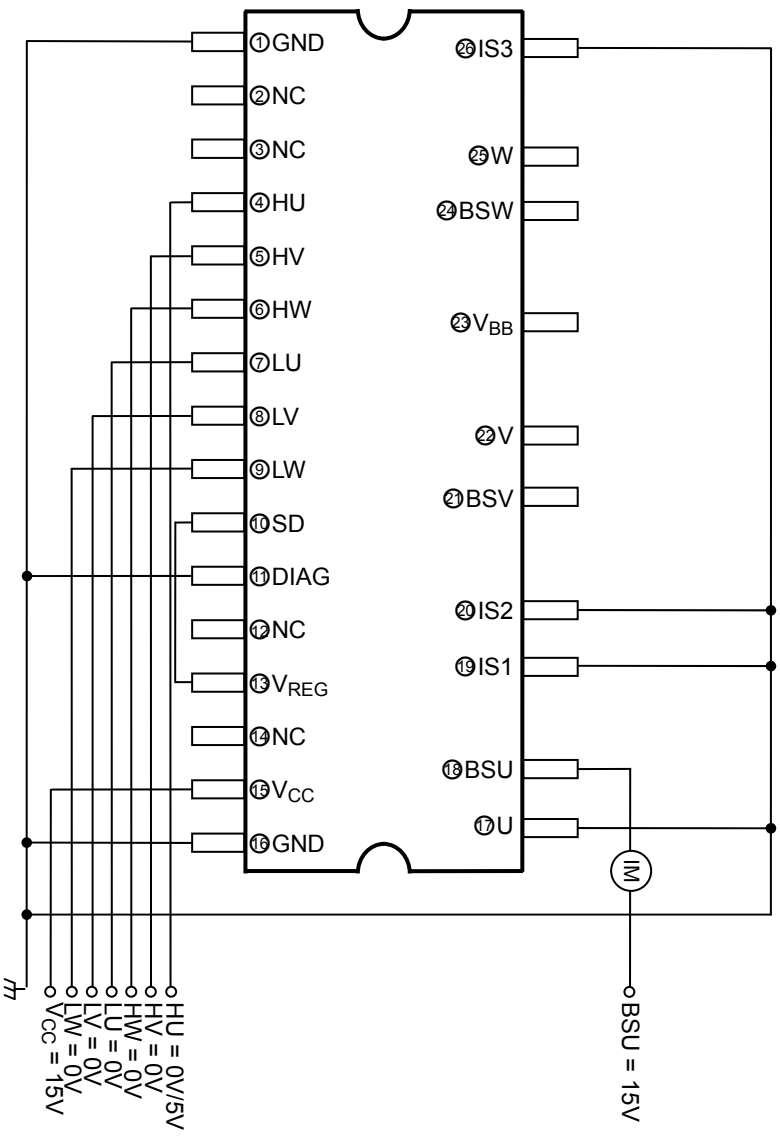 ①GND
②NC
③NC
④HU
⑤HV
⑥HW
⑦LU
⑧LV
⑨LW
⑩SD
⑪DIAG
⑫NC
⑬VREG
⑭NC
⑮VCC
⑯GND
㉖IS3
㉕W
㉔BSW
㉓VBB
㉒V
㉑BSV
⑳IS2
⑲IS1
⑱BSU
⑰U
IM
BSU = 15V
HU = 0V/5V
HV = 0V
HW = 0V
LU = 0V
LV = 0V
LW = 0V
VCC = 15V